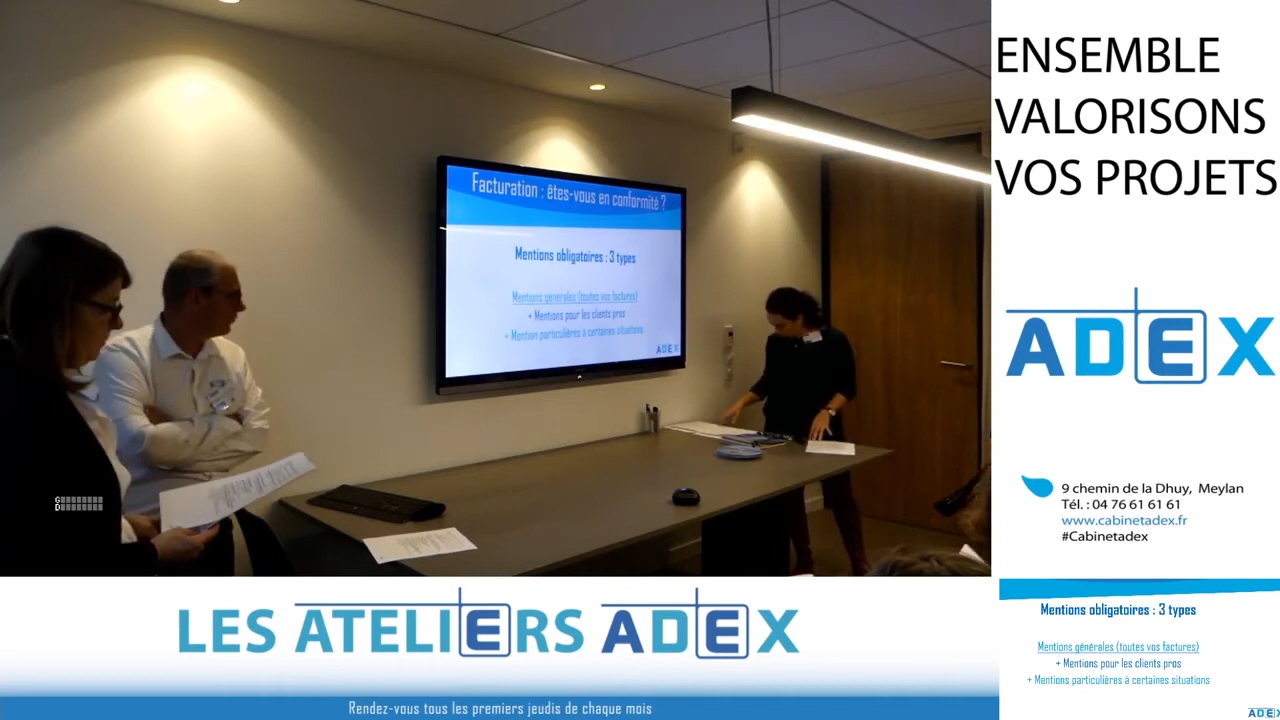 Facturation : êtes-vous en conformité ?
Mentions obligatoires : 3 types
Mentions générales (toutes vos factures)
+ Mentions pour les clients pros
+ Mention particulières à certaines situations
ADEX
G
D
LES ATELIERS ADEX
Rendez-vous tous les premiers jeudis de chaque mois
ENSEMBLE
VALORISONS
VOS PROJETS
ADEX
9 chemin de la Dhuy, Meylan
Tél. : 04 76 61 61 61
www.cabinetadex.fr
#Cabinetadex
Mentions obligatoires : 3 types
Mentions générales (toutes vos factures)
+ Mentions pour les clients pros
+ Mentions particulières à certaines situations
ADEX